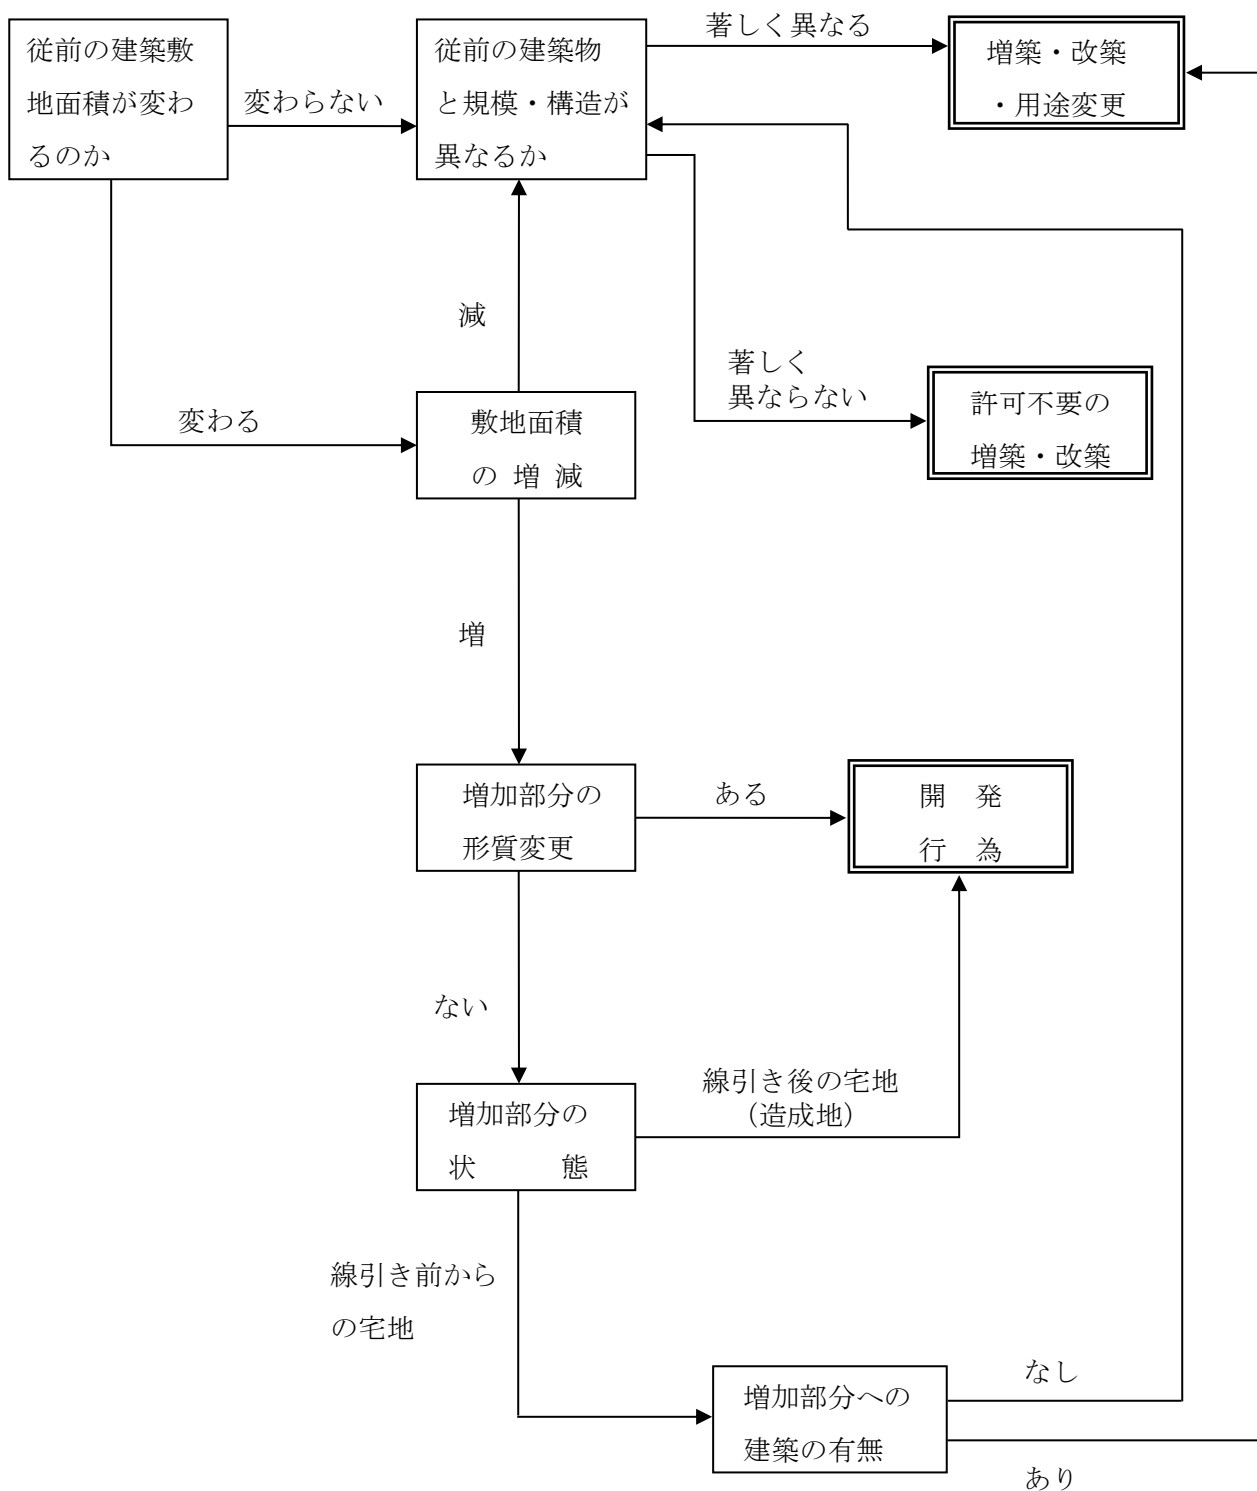 従前の建築敷
地面積が変わ
るのか
変わらない
従前の建築物
と規模・構造が
異なるか
著しく異なる
増築・改築
・用途変更
減
著しく
異ならない
許可不要の
増築・改築
変わる
敷地面積
の 増 減
増
増加部分の
形質変更
ある
開 発
行 為
ない
増加部分の
状 態
線引き後の宅地
(造成地)
線引き前から
の宅地
増加部分への
建築の有無
なし
あり